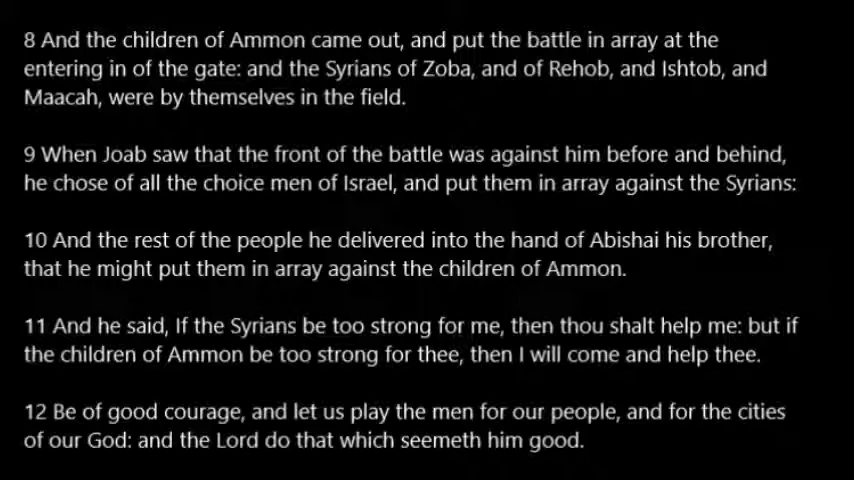 8 And the children of Ammon came out, and put the battle in array at the
entering in of the gate: and the Syrians of Zoba, and of Rehob, and Ishtob, and
Maacah, were by themselves in the field.
9 When Joab saw that the front of the battle was against him before and behind,
he chose of all the choice men of Israel, and put them in array against the Syrians:
10 And the rest of the people he delivered into the hand of Abishai his brother,
that he might put them in array against the children of Ammon.
11 And he said, If the Syrians be too strong for me, then thou shalt help me: but if
the children of Ammon be too strong for thee, then I will come and help thee.
12 Be of good courage, and let us play the men for our people, and for the cities
of our God: and the Lord do that which seemeth him good.